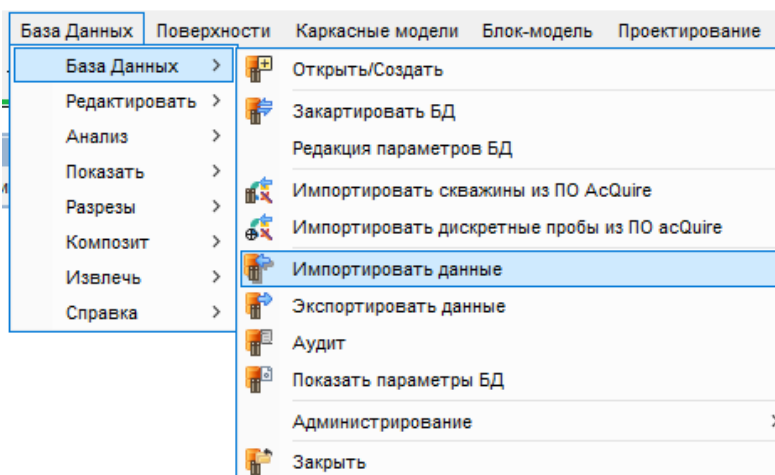 База Данных Поверхности Каркасные модели Блок-модель Проектирование
База Данных
Редактировать
Анализ
Показать
Разрезы
Композит
Извлечь
Справка
Открыть/Создать
Закартировать БД
Редакция параметров БД
Импортировать скважины из ПО AcQuire
Импортировать дискретные пробы из ПО acQuire
Импортировать данные
Экспортировать данные
Аудит
Показать параметры БД
Администрирование
Закрыть